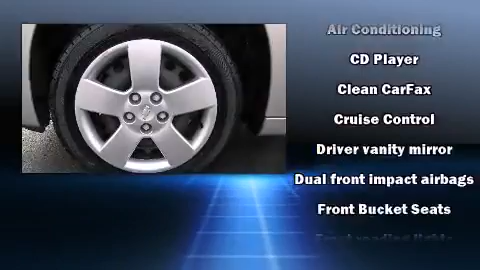 Air Conditioning
CD Player
Clean CarFax
Cruise Control
Driver vanity mirror
Dual front impact airbags
Front Bucket Seats